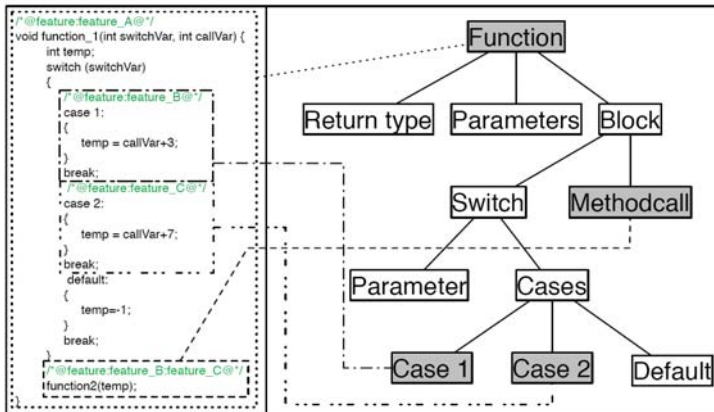 /*@feature:feature_A@*/
void function_1(int switchVar, int callVar) {
int temp;
switch (switchVar)
{
/*@feature:feature_B@*/
case 1:
{
temp = callVar+3;
}
break;
/*@feature:feature_C@*/
case 2:
{
temp = callVar+7;
}
break;
default:
{
temp=-1;
}
break;
}
/*@feature:feature_B:feature_C@*/
function2(temp);
}
Function
Return type Parameters Block
Switch Methodcall
Parameter Cases
Case 1 Case 2 Default